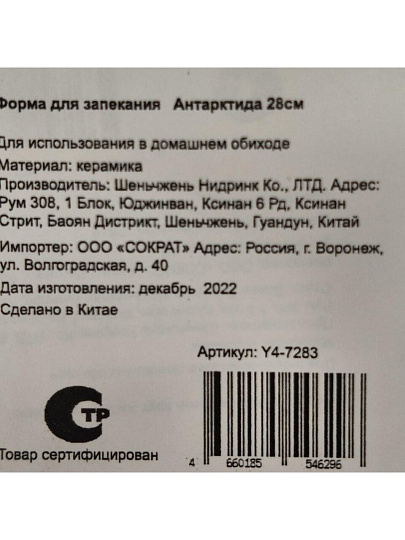 Форма для запекания Антарктида 28см
Для использования в домашнем обиходе
Материал: керамика
Производитель: Шеньчжень Нидринк Ко., ЛТД. Адрес:
Рум 308, 1 Блок, Юджинван, Ксинан 6 Рд, Ксинан
Стрит, Баоян Дистрикт, Шеньчжень, Гуандун, Китай
Импортер: ООО «СОКРАТ» Адрес: Россия, г. Воронеж,
ул. Волгоградская, д. 40
Дата изготовления: декабрь 2022
Сделано в Китае
Артикул: Y4-7283
СТР
Товар сертифицирован
4 660185 546296